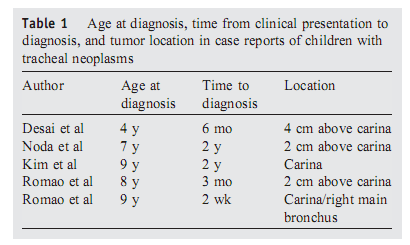 Table 1 Age at diagnosis, time from clinical presentation to
diagnosis, and tumor location in case reports of children with
tracheal neoplasms
Author Age at diagnosis Time to diagnosis Location
Desai et al 4 y 6 mo 4 cm above carina
Noda et al 7 y 2 y 2 cm above carina
Kim et al 9 y 2 y Carina
Romao et al 8 y 3 mo 2 cm above carina
Romao et al 9 y 2 wk Carina/right main
bronchus